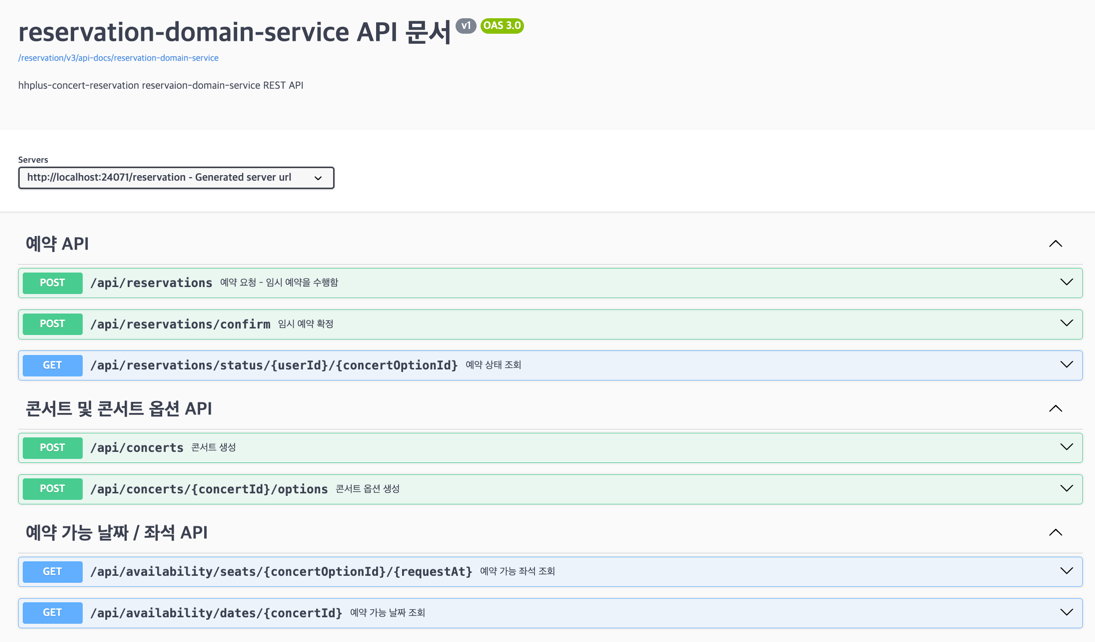 reservation-domain-service API 문서 v1 OAS 3.0
/reservation/v3/api-docs/reservation-domain-service
hhplus-concert-reservation reservaion-domain-service REST API
Servers
http://localhost:24071/reservation - Generated server url
예약 API
POST /api/reservations 예약 요청 - 임시 예약을 수행함
POST /api/reservations/confirm 임시 예약 확정
GET /api/reservations/status/{userId}/{concertOptionId} 예약 상태 조회
콘서트 및 콘서트 옵션 API
POST /api/concerts 콘서트 생성
POST /api/concerts/{concertId}/options 콘서트 옵션 생성
예약 가능 날짜 / 좌석 API
GET /api/availability/seats/{concertOptionId}/{requestAt} 예약 가능 좌석 조회
GET /api/availability/dates/{concertId} 예약 가능 날짜 조회